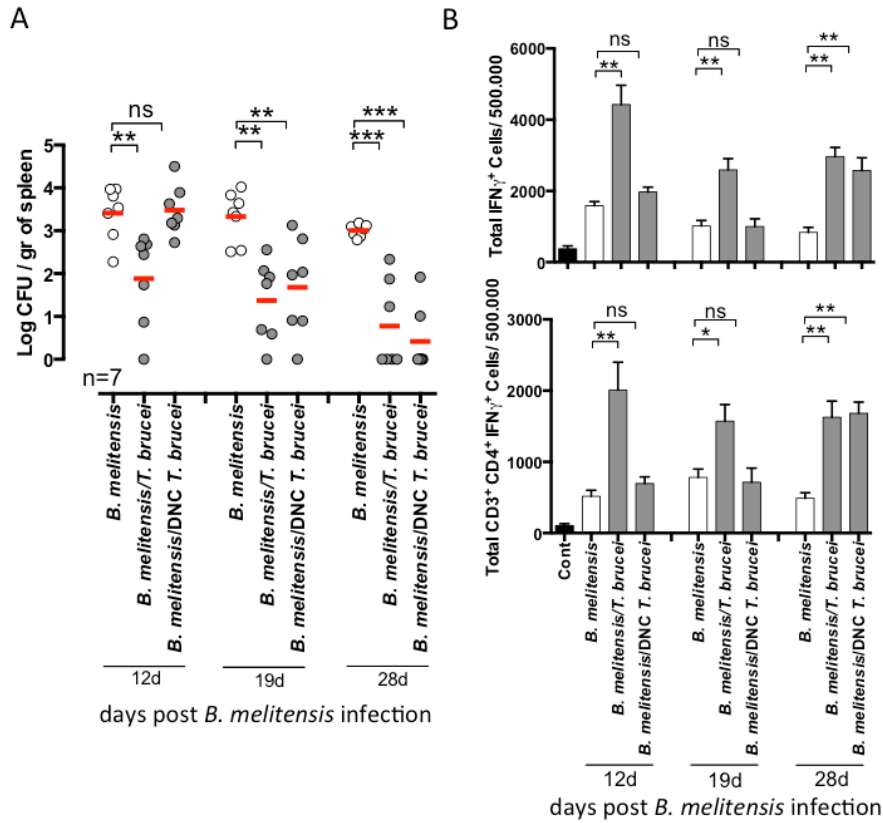 A
ns
**
**
**
***
***
Log CFU / gr of spleen
5
4
3
2
1
0
n=7
B. melitensis
B. melitensis/T. brucei
B. melitensis/DNC T. brucei
B. melitensis
B. melitensis/T. brucei
B. melitensis/DNC T. brucei
B. melitensis
B. melitensis/T. brucei
B. melitensis/DNC T. brucei
12d
19d
28d
days post B. melitensis infection
B
ns
**
ns
**
**
**
Total IFNγ+ Cells/ 500.000
6000
4000
2000
0
ns
**
ns
*
**
**
Total CD3+ CD4+ IFNγ+ Cells/ 500.000
3000
2000
1000
0
Cont
B. melitensis
B. melitensis/T. brucei
B. melitensis/DNC T. brucei
B. melitensis
B. melitensis/T. brucei
B. melitensis/DNC T. brucei
B. melitensis
B. melitensis/T. brucei
B. melitensis/DNC T. brucei
12d
19d
28d
days post B. melitensis infection